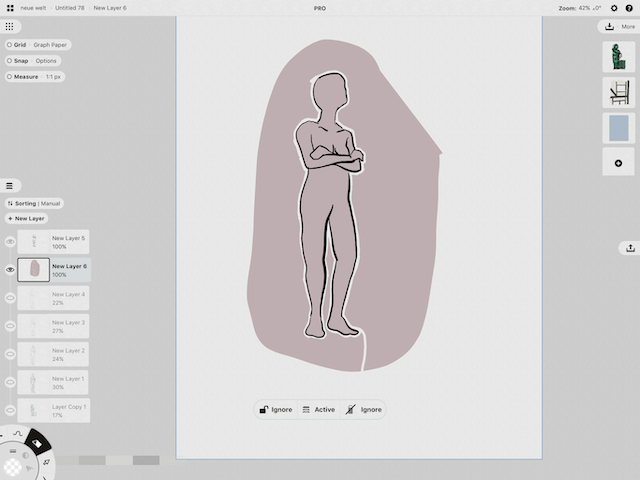 neue welt · Untitled 78 · New Layer 6
PRO
Zoom: 42% ⊿0°
More
Grid · Graph Paper
Snap · Options
Measure · 1:1 px
Sorting | Manual
+ New Layer
New Layer 5
100%
New Layer 6
100%
New Layer 4
22%
New Layer 3
27%
New Layer 2
24%
New Layer 1
30%
Layer Copy 1
17%
Ignore Active Ignore